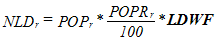 NLDᵣ = POPᵣ * POPRᵣ/100 * LDWF